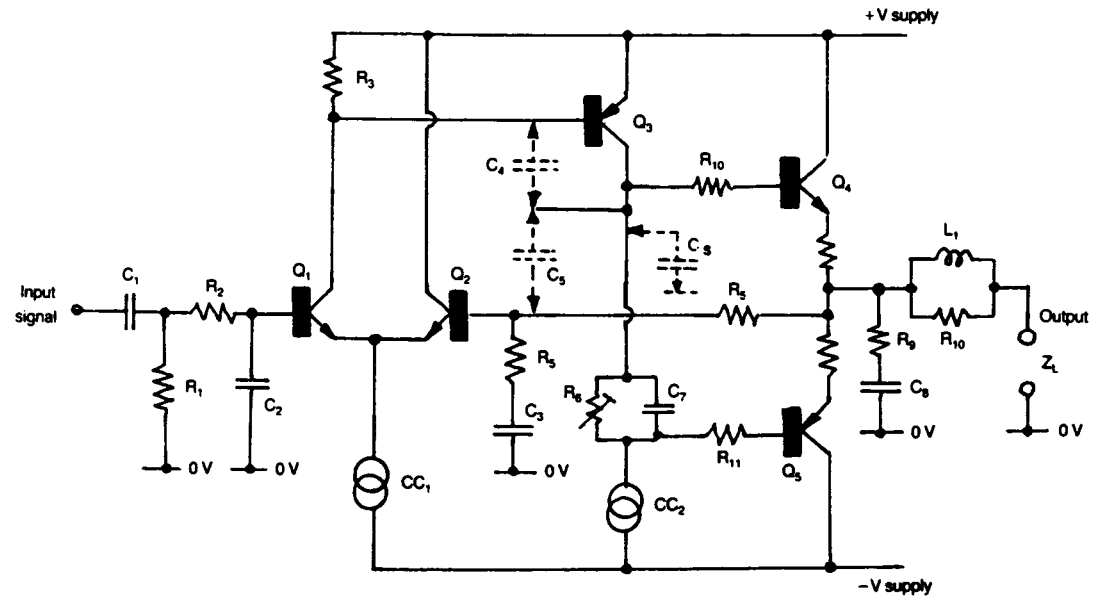 +V supply
R3
Q3
C4
R10
Q4
L1
Cs
C1
Q1
Q2
C5
Input
signal
R2
R5
Output
R1
C2
R5
R9
R10
ZL
R6
C7
C3
C8
0 V
0 V
0 V
0 V
0 V
R11
Q5
CC1
CC2
−V supply